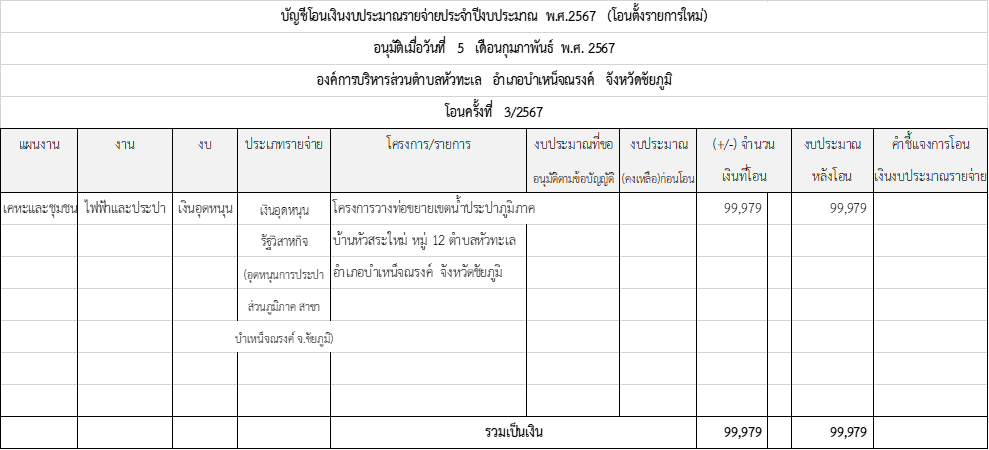 บัญชีโอนเงินงบประมาณรายจ่ายประจำปีงบประมาณ พ.ศ.2567 (โอนตั้งรายการใหม่)
อนุมัติเมื่อวันที่ 5 เดือนกุมภาพันธ์ พ.ศ. 2567
องค์การบริหารส่วนตำบลหัวทะเล อำเภอบำเหน็จณรงค์ จังหวัดชัยภูมิ
โอนครั้งที่ 3/2567
แผนงาน งาน งบ ประเภทรายจ่าย โครงการ/รายการ งบประมาณที่ขอ งบประมาณ (+/-) จำนวน งบประมาณ คำชี้แจงการโอน
อนุมัติตามข้อบัญญัติ (คงเหลือ)ก่อนโอน เงินที่โอน หลังโอน เงินงบประมาณรายจ่าย
เคหะและชุมชน ไฟฟ้าและประปา เงินอุดหนุน เงินอุดหนุน โครงการวางท่อขยายเขตน้ำประปาภูมิภาค 99,979 99,979
รัฐวิสาหกิจ บ้านหัวสระใหม่ หมู่ 12 ตำบลหัวทะเล
(อุดหนุนการประปา อำเภอบำเหน็จณรงค์ จังหวัดชัยภูมิ
ส่วนภูมิภาค สาขา
บำเหน็จณรงค์ จ.ชัยภูมิ)
รวมเป็นเงิน 99,979 99,979